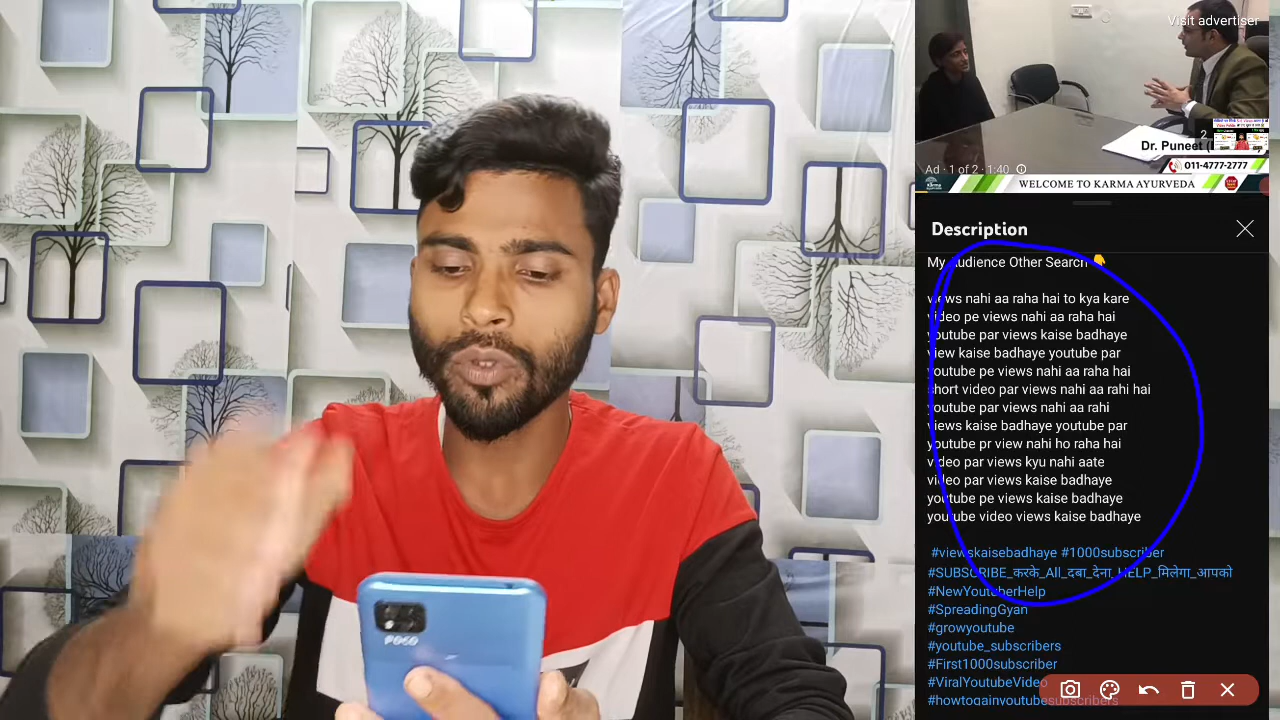 POCO
Visit advertiser
2
Dr. Puneet
011-4777-2777
Ad · 1 of 2 · 1:40
WELCOME TO KARMA AYURVEDA
Description
My Audience Other Search 👇
views nahi aa raha hai to kya kare
video pe views nahi aa raha hai
youtube par views kaise badhaye
view kaise badhaye youtube par
youtube pe views nahi aa raha hai
short video par views nahi aa rahi hai
youtube par views nahi aa rahi
views kaise badhaye youtube par
youtube pr view nahi ho raha hai
video par views kyu nahi aate
video par views kaise badhaye
youtube pe views kaise badhaye
youtube video views kaise badhaye
#viewskaisebadhaye #1000subscriber
#SUBSCRIBE_करके_All_दबा_देना_HELP_मिलेगा_आपको
#NewYoutuberHelp
#SpreadingGyan
#growyoutube
#youtube_subscribers
#First1000subscriber
#ViralYoutubeVideo
#howtogainyoutubesubscribers